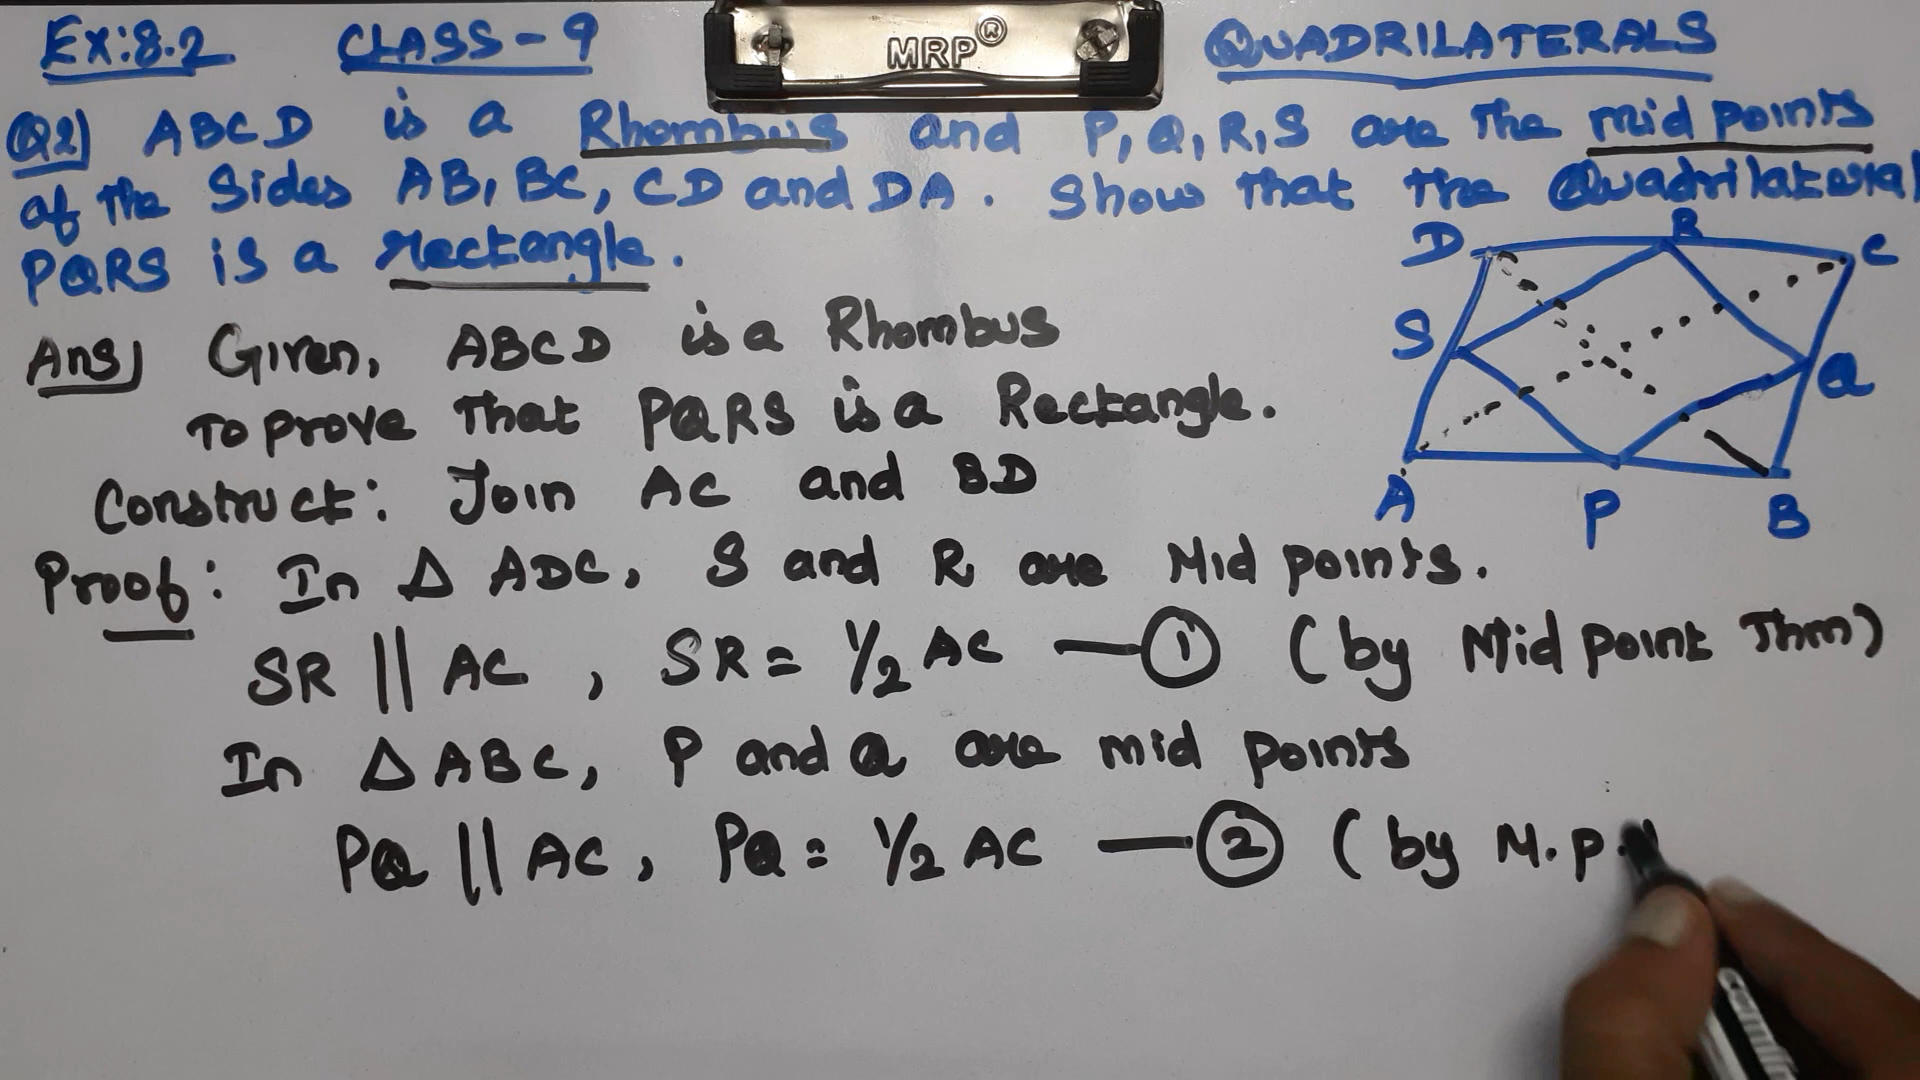 Ex:8.2 CLASS-9 MRP® QUADRILATERALS
Q2) ABCD is a Rhombus and P, Q, R, S are the mid points
of the Sides AB, BC, CD and DA. Show that the Quadrilateral
PQRS is a rectangle.
D R C
S Q
A P B
Ans) Given, ABCD is a Rhombus
To prove that PQRS is a Rectangle.
Construct: Join AC and BD
Proof: In Δ ADC, S and R are Mid points.
SR || AC, SR = 1/2 AC —① (by Mid point Thm)
In Δ ABC, P and Q are mid points
PQ || AC, PQ = 1/2 AC —② (by M.P.